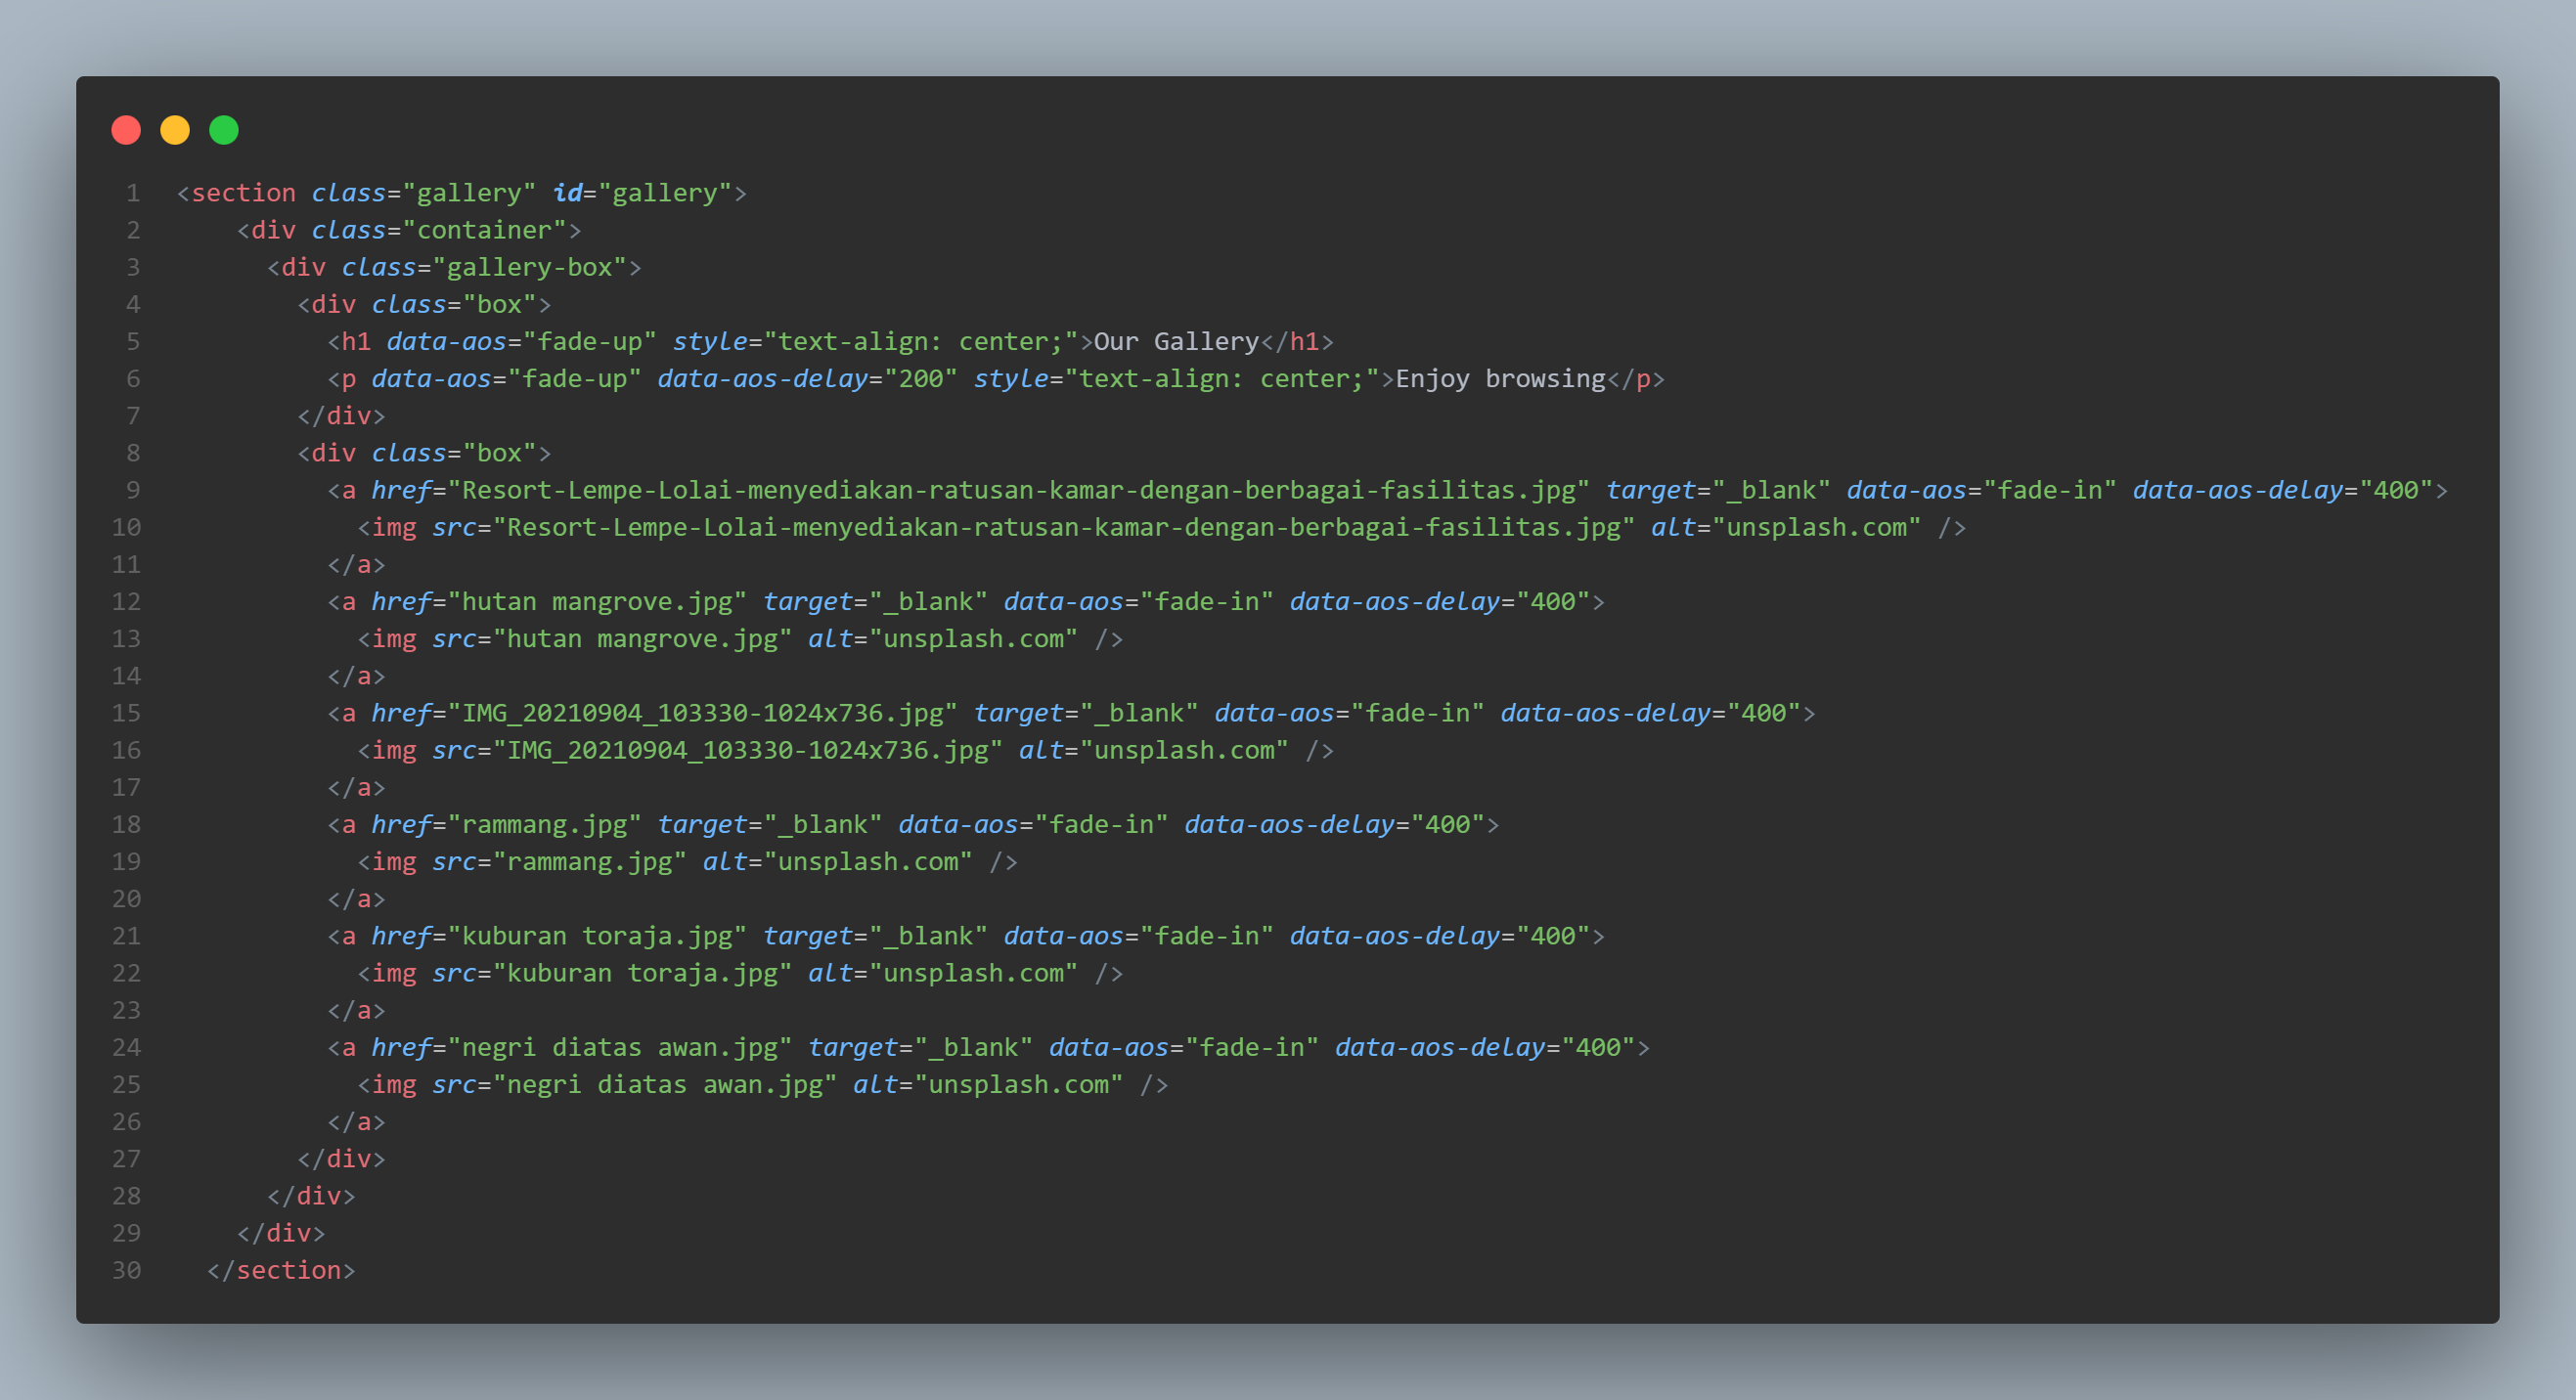 1 <section class="gallery" id="gallery">
2 <div class="container">
3 <div class="gallery-box">
4 <div class="box">
5 <h1 data-aos="fade-up" style="text-align: center;">Our Gallery</h1>
6 <p data-aos="fade-up" data-aos-delay="200" style="text-align: center;">Enjoy browsing</p>
7 </div>
8 <div class="box">
9 <a href="Resort-Lempe-Lolai-menyediakan-ratusan-kamar-dengan-berbagai-fasilitas.jpg" target="_blank" data-aos="fade-in" data-aos-delay="400">
10 <img src="Resort-Lempe-Lolai-menyediakan-ratusan-kamar-dengan-berbagai-fasilitas.jpg" alt="unsplash.com" />
11 </a>
12 <a href="hutan mangrove.jpg" target="_blank" data-aos="fade-in" data-aos-delay="400">
13 <img src="hutan mangrove.jpg" alt="unsplash.com" />
14 </a>
15 <a href="IMG_20210904_103330-1024x736.jpg" target="_blank" data-aos="fade-in" data-aos-delay="400">
16 <img src="IMG_20210904_103330-1024x736.jpg" alt="unsplash.com" />
17 </a>
18 <a href="rammang.jpg" target="_blank" data-aos="fade-in" data-aos-delay="400">
19 <img src="rammang.jpg" alt="unsplash.com" />
20 </a>
21 <a href="kuburan toraja.jpg" target="_blank" data-aos="fade-in" data-aos-delay="400">
22 <img src="kuburan toraja.jpg" alt="unsplash.com" />
23 </a>
24 <a href="negri diatas awan.jpg" target="_blank" data-aos="fade-in" data-aos-delay="400">
25 <img src="negri diatas awan.jpg" alt="unsplash.com" />
26 </a>
27 </div>
28 </div>
29 </div>
30 </section>